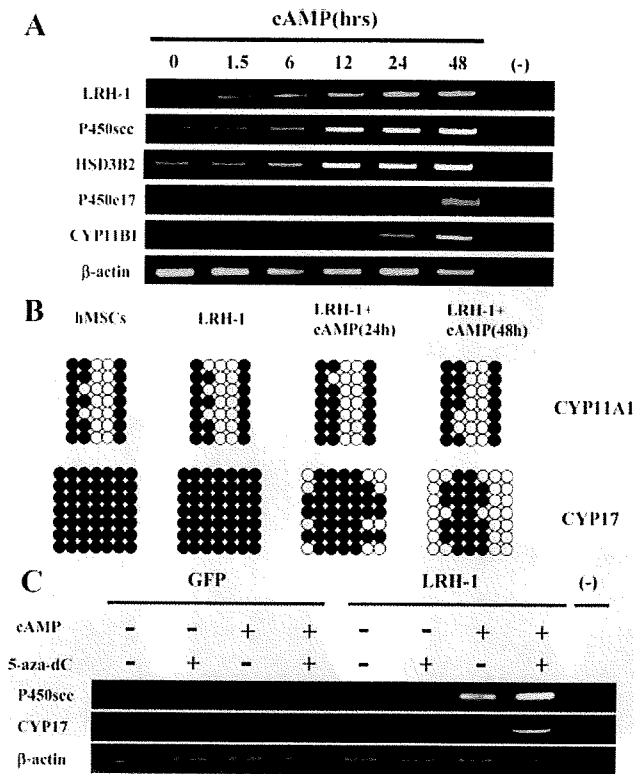 A
cAMP(hrs)
0 1.5 6 12 24 48 (-)
LRH-1
P450scc
HSD3B2
P450c17
CYP11B1
β-actin
B
hMSCs LRH-1 LRH-1+ cAMP(24h) LRH-1+ cAMP(48h)
CYP11A1
CYP17
C
GFP LRH-1 (-)
cAMP - - + + - - + +
5-aza-dC - + - + - + - +
P450scc
CYP17
β-actin